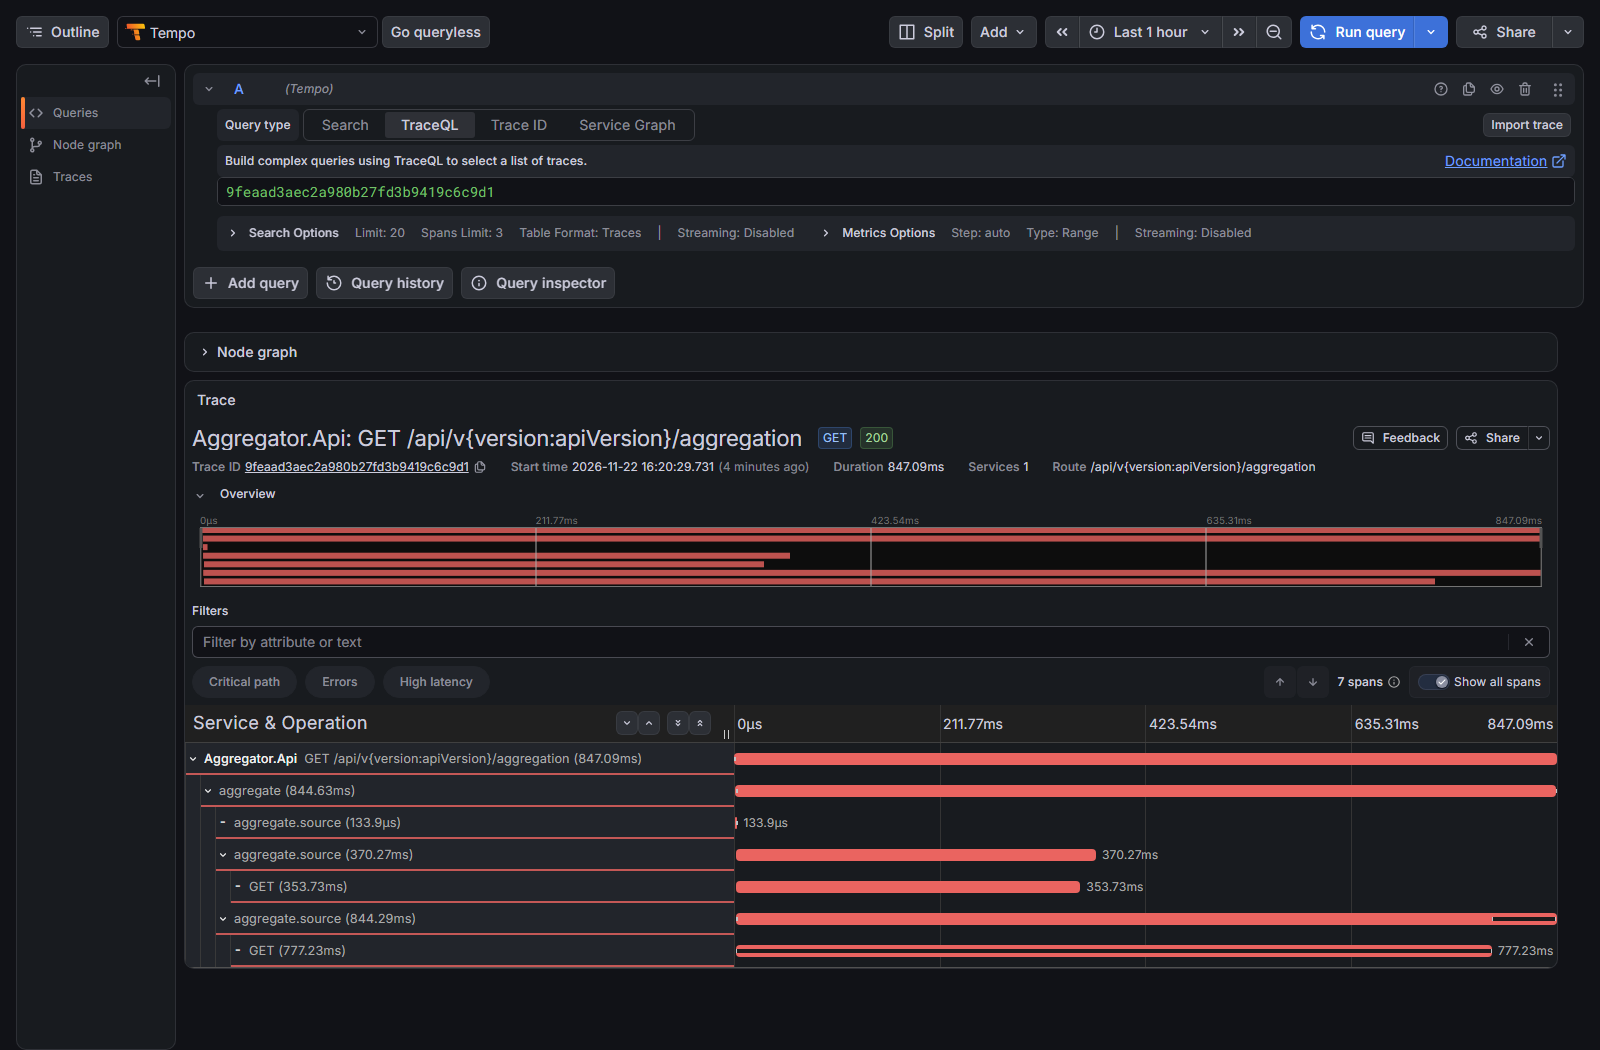 Outline
Tempo
Go queryless
Split
Add
Last 1 hour
Run query
Share
Queries
Node graph
Traces
A (Tempo)
Query type
Search
TraceQL
Trace ID
Service Graph
Import trace
Build complex queries using TraceQL to select a list of traces.
Documentation
9feaad3aec2a980b27fd3b9419c6c9d1
Search Options Limit: 20 Spans Limit: 3 Table Format: Traces | Streaming: Disabled
Metrics Options Step: auto Type: Range | Streaming: Disabled
Add query
Query history
Query inspector
Node graph
Trace
Aggregator.Api: GET /api/v{version:apiVersion}/aggregation GET 200
Feedback
Share
Trace ID 9feaad3aec2a980b27fd3b9419c6c9d1 Start time 2026-11-22 16:20:29.731 (4 minutes ago) Duration 847.09ms Services 1 Route /api/v{version:apiVersion}/aggregation
Overview
0µs 211.77ms 423.54ms 635.31ms 847.09ms
Filters
Filter by attribute or text
Critical path
Errors
High latency
7 spans
Show all spans
Service & Operation
0µs 211.77ms 423.54ms 635.31ms 847.09ms
Aggregator.Api GET /api/v{version:apiVersion}/aggregation (847.09ms)
aggregate (844.63ms)
aggregate.source (133.9µs) 133.9µs
aggregate.source (370.27ms) 370.27ms
GET (353.73ms) 353.73ms
aggregate.source (844.29ms)
GET (777.23ms) 777.23ms